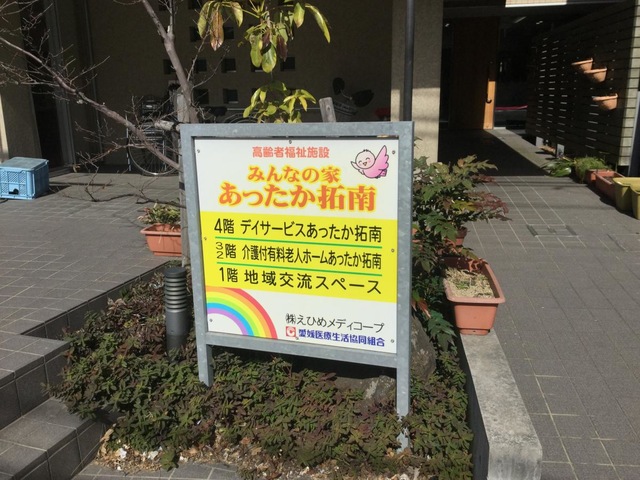 高齢者福祉施設
みんなの家
あったか拓南
4階 デイサービスあったか拓南
3/2階 介護付有料老人ホームあったか拓南
1階 地域交流スペース
㈱えひめメディコープ
愛媛医療生活協同組合